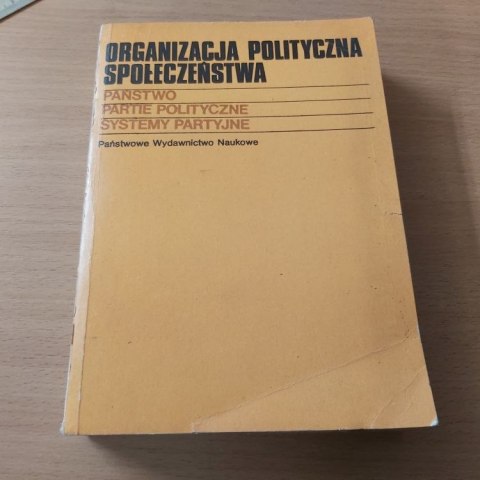 ORGANIZACJA POLITYCZNA
SPOŁECZEŃSTWA
PAŃSTWO
PARTIE POLITYCZNE
SYSTEMY PARTYJNE
Państwowe Wydawnictwo Naukowe